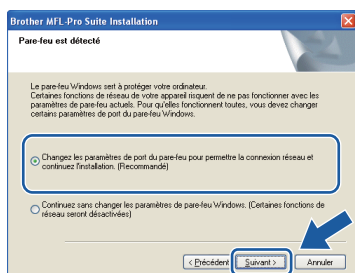 Brother MFL-Pro Suite Installation
Pare-feu est détecté
Le pare-feu Windows sert à protéger votre ordinateur.
Certaines fonctions de réseau de votre appareil risquent de ne pas fonctionner avec les
paramètres de pare-feu actuels. Pour qu'elles fonctionnent toutes, vous devez changer
certains paramètres de port du pare-feu Windows.
Changez les paramètres de port du pare-feu pour permettre la connexion réseau et
continuez l'installation. (Recommandé)
Continuez sans changer les paramètres de pare-feu Windows. (Certaines fonctions de
réseau seront désactivées)
< Précédent
Suivant >
Annuler